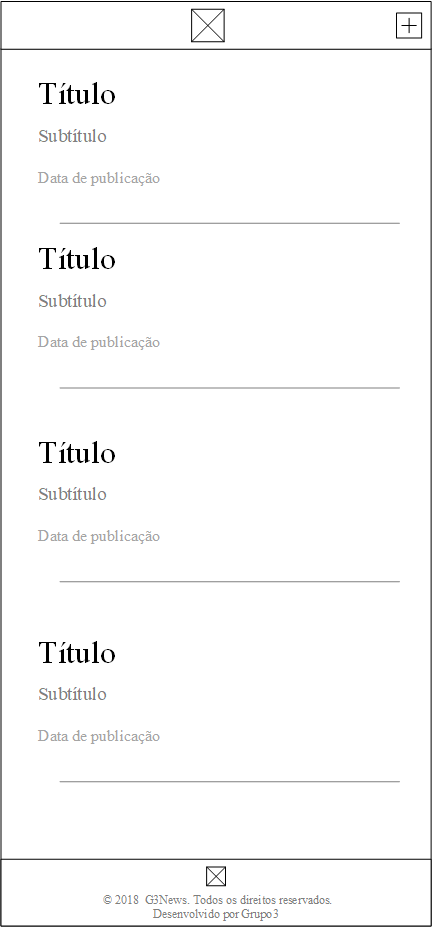 Título
Subtítulo
Data de publicação
Título
Subtítulo
Data de publicação
Título
Subtítulo
Data de publicação
Título
Subtítulo
Data de publicação
© 2018 G3News. Todos os direitos reservados.
Desenvolvido por Grupo3